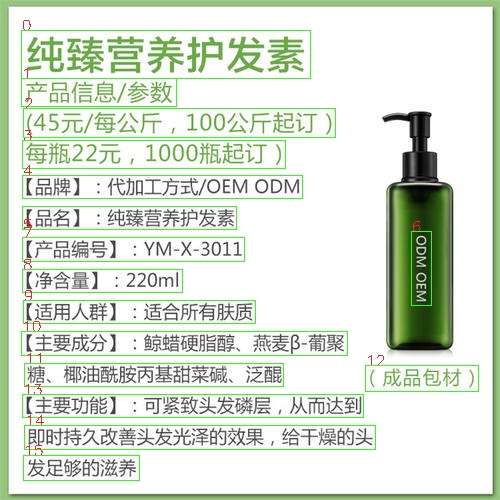 纯臻营养护发素
产品信息/参数
(45元/每公斤，100公斤起订）
每瓶22元，1000瓶起订）
【品牌】：代加工方式/OEM ODM
【品名】：纯臻营养护发素
【产品编号】：YM-X-3011
ODM OEM
【净含量】：220ml
【适用人群】：适合所有肤质
【主要成分】：鲸蜡硬脂醇、燕麦β-葡聚
糖、椰油酰胺丙基甜菜碱、泛醌
（成品包材）
【主要功能】：可紧致头发磷层，从而达到
即时持久改善头发光泽的效果，给干燥的头
发足够的滋养